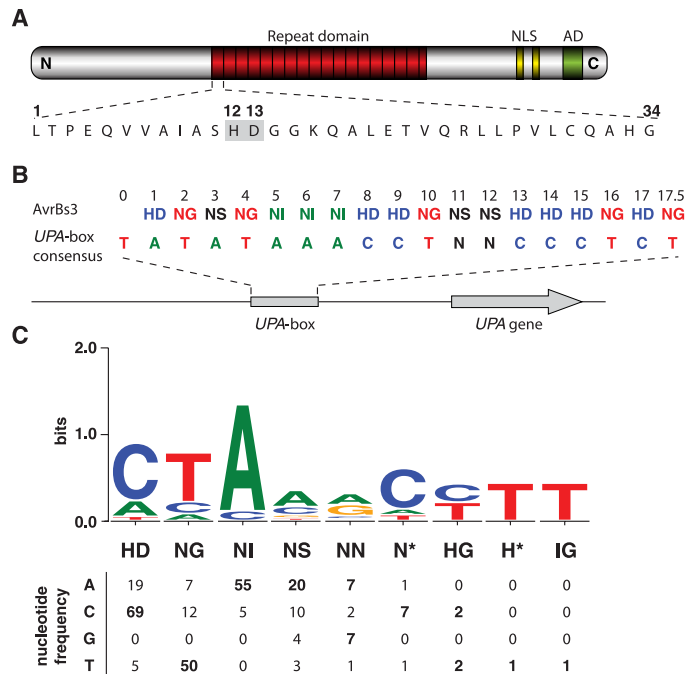 A
Repeat domain NLS AD
N C
1 12 13 34
L T P E Q V V A I A S H D G G K Q A L E T V Q R L L P V L C Q A H G
B
0 1 2 3 4 5 6 7 8 9 10 11 12 13 14 15 16 17 17.5
AvrBs3 HD NG NS NG NI NI NI HD HD NG NS NS HD HD HD NG HD NG
UPA-box consensus T A T A T A A A C C T N N C C C T C T
UPA-box UPA gene
C
2.0
bits
1.0
0.0
C A T T C A A C A C G A C G C A T C T T T
HD NG NI NS NN N* HG H* IG
nucleotide frequency
A 19 7 55 20 7 1 0 0 0
C 69 12 5 10 2 7 2 0 0
G 0 0 0 4 7 0 0 0 0
T 5 50 0 3 1 1 2 1 1